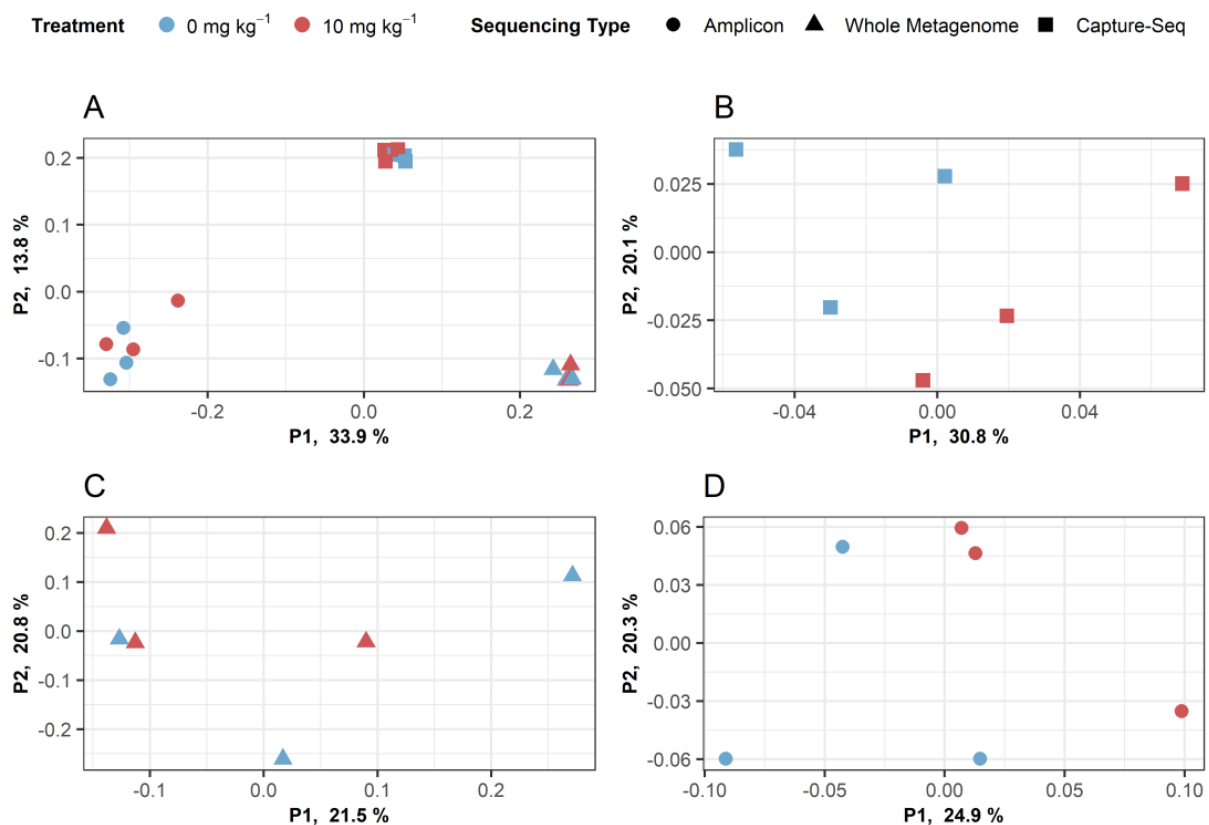 Treatment 0 mg kg⁻¹ 10 mg kg⁻¹ Sequencing Type Amplicon Whole Metagenome Capture-Seq
A
0.2
0.1
0.0
-0.1
P2, 13.8 %
-0.2 0.0 0.2
P1, 33.9 %
B
0.025
0.000
-0.025
-0.050
P2, 20.1 %
-0.04 0.00 0.04
P1, 30.8 %
C
0.2
0.1
0.0
-0.1
-0.2
P2, 20.8 %
-0.1 0.0 0.1 0.2
P1, 21.5 %
D
0.06
0.03
0.00
-0.03
-0.06
P2, 20.3 %
-0.10 -0.05 0.00 0.05 0.10
P1, 24.9 %